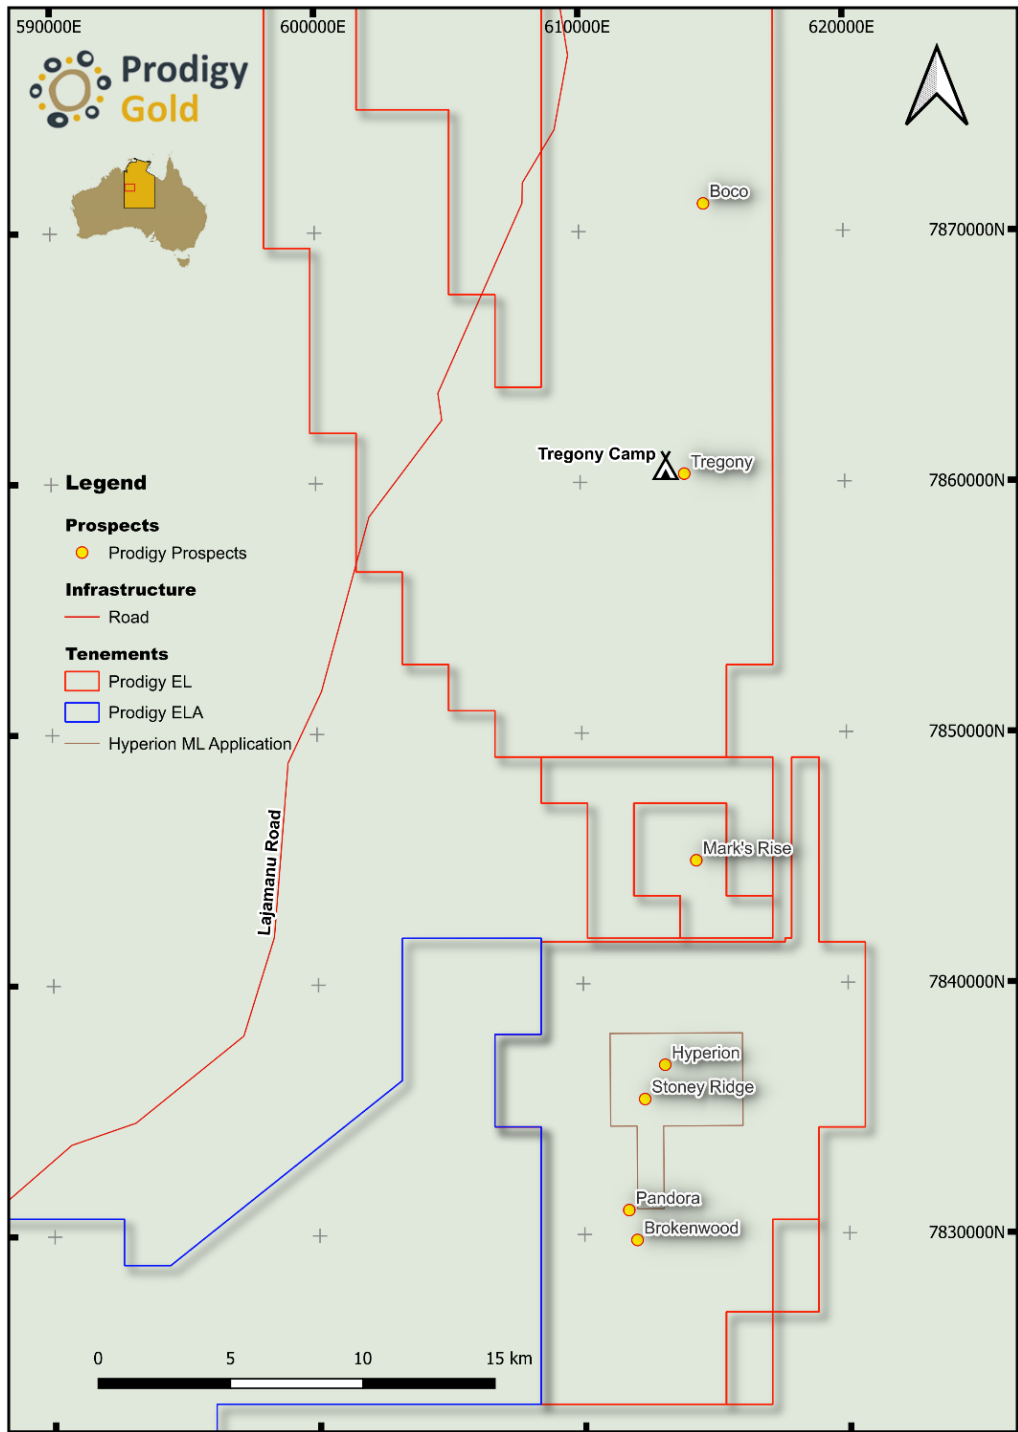 590000E 600000E 610000E 620000E
Prodigy
Gold
Boco
7870000N
Tregony Camp
Tregony
7860000N
Legend
Prospects
Prodigy Prospects
Infrastructure
Road
Tenements
Prodigy EL
Prodigy ELA
Hyperion ML Application
7850000N
Lajamanu Road
Mark's Rise
7840000N
Hyperion
Stoney Ridge
Pandora
Brokenwood
7830000N
0 5 10 15 km